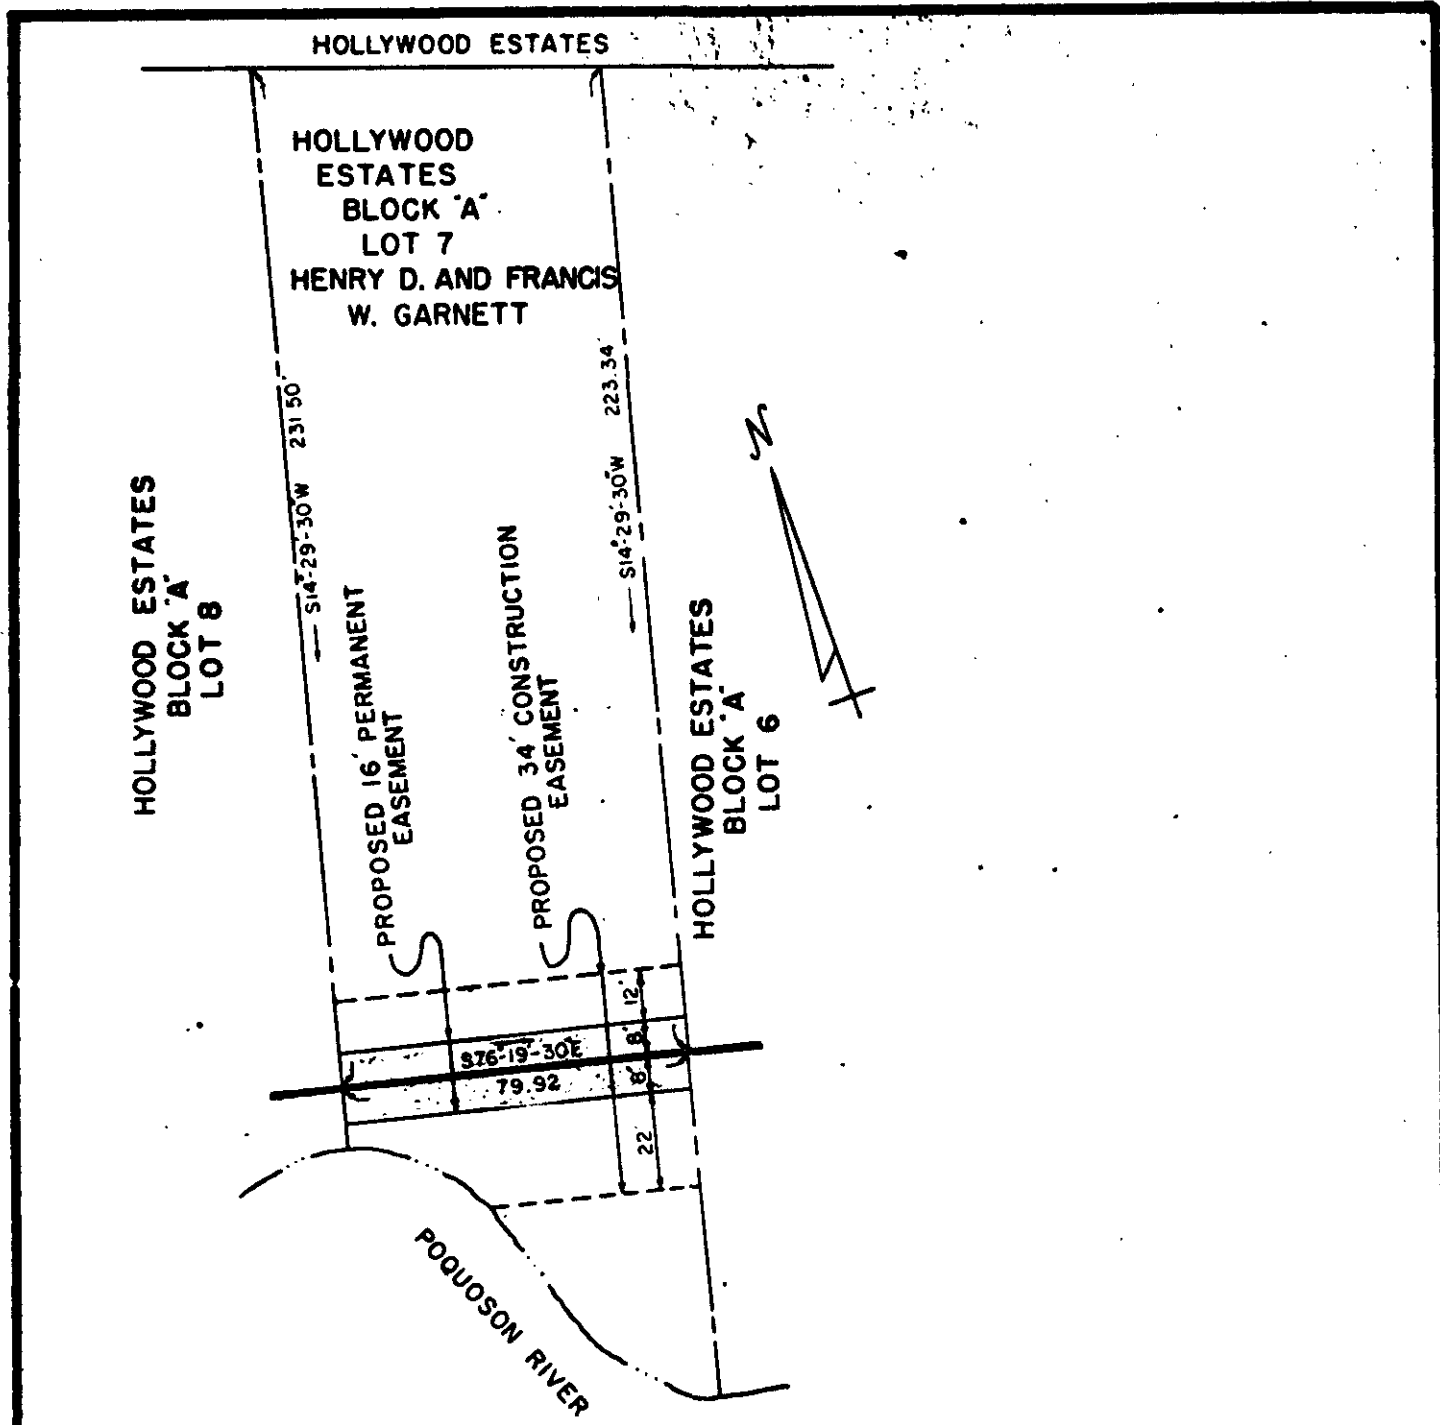 HOLLYWOOD ESTATES
HOLLYWOOD
ESTATES
BLOCK "A"
LOT 7
HENRY D. AND FRANCIS
W. GARNETT
S14°-29'-30"W 231.50'
S14°-29'-30"W 223.34'
N
HOLLYWOOD ESTATES
BLOCK "A"
LOT 8
PROPOSED 16' PERMANENT
EASEMENT
PROPOSED 34' CONSTRUCTION
EASEMENT
HOLLYWOOD ESTATES
BLOCK "A"
LOT 6
12'
8'
S76°-19'-30"E
79.92
8'
22'
POQUOSON RIVER